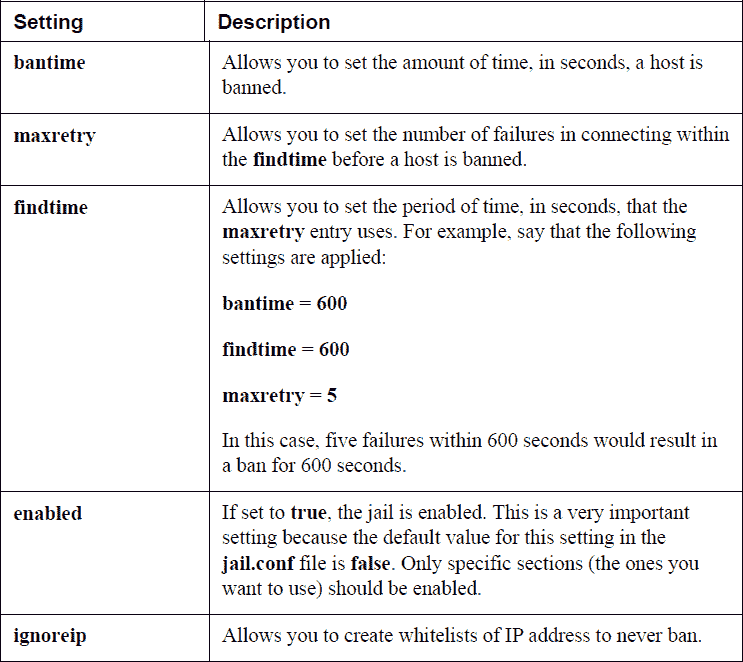 Setting Description
bantime Allows you to set the amount of time, in seconds, a host is
banned.
maxretry Allows you to set the number of failures in connecting within
the findtime before a host is banned.
findtime Allows you to set the period of time, in seconds, that the
maxretry entry uses. For example, say that the following
settings are applied:
bantime = 600
findtime = 600
maxretry = 5
In this case, five failures within 600 seconds would result in
a ban for 600 seconds.
enabled If set to true, the jail is enabled. This is a very important
setting because the default value for this setting in the
jail.conf file is false. Only specific sections (the ones you
want to use) should be enabled.
ignoreip Allows you to create whitelists of IP address to never ban.